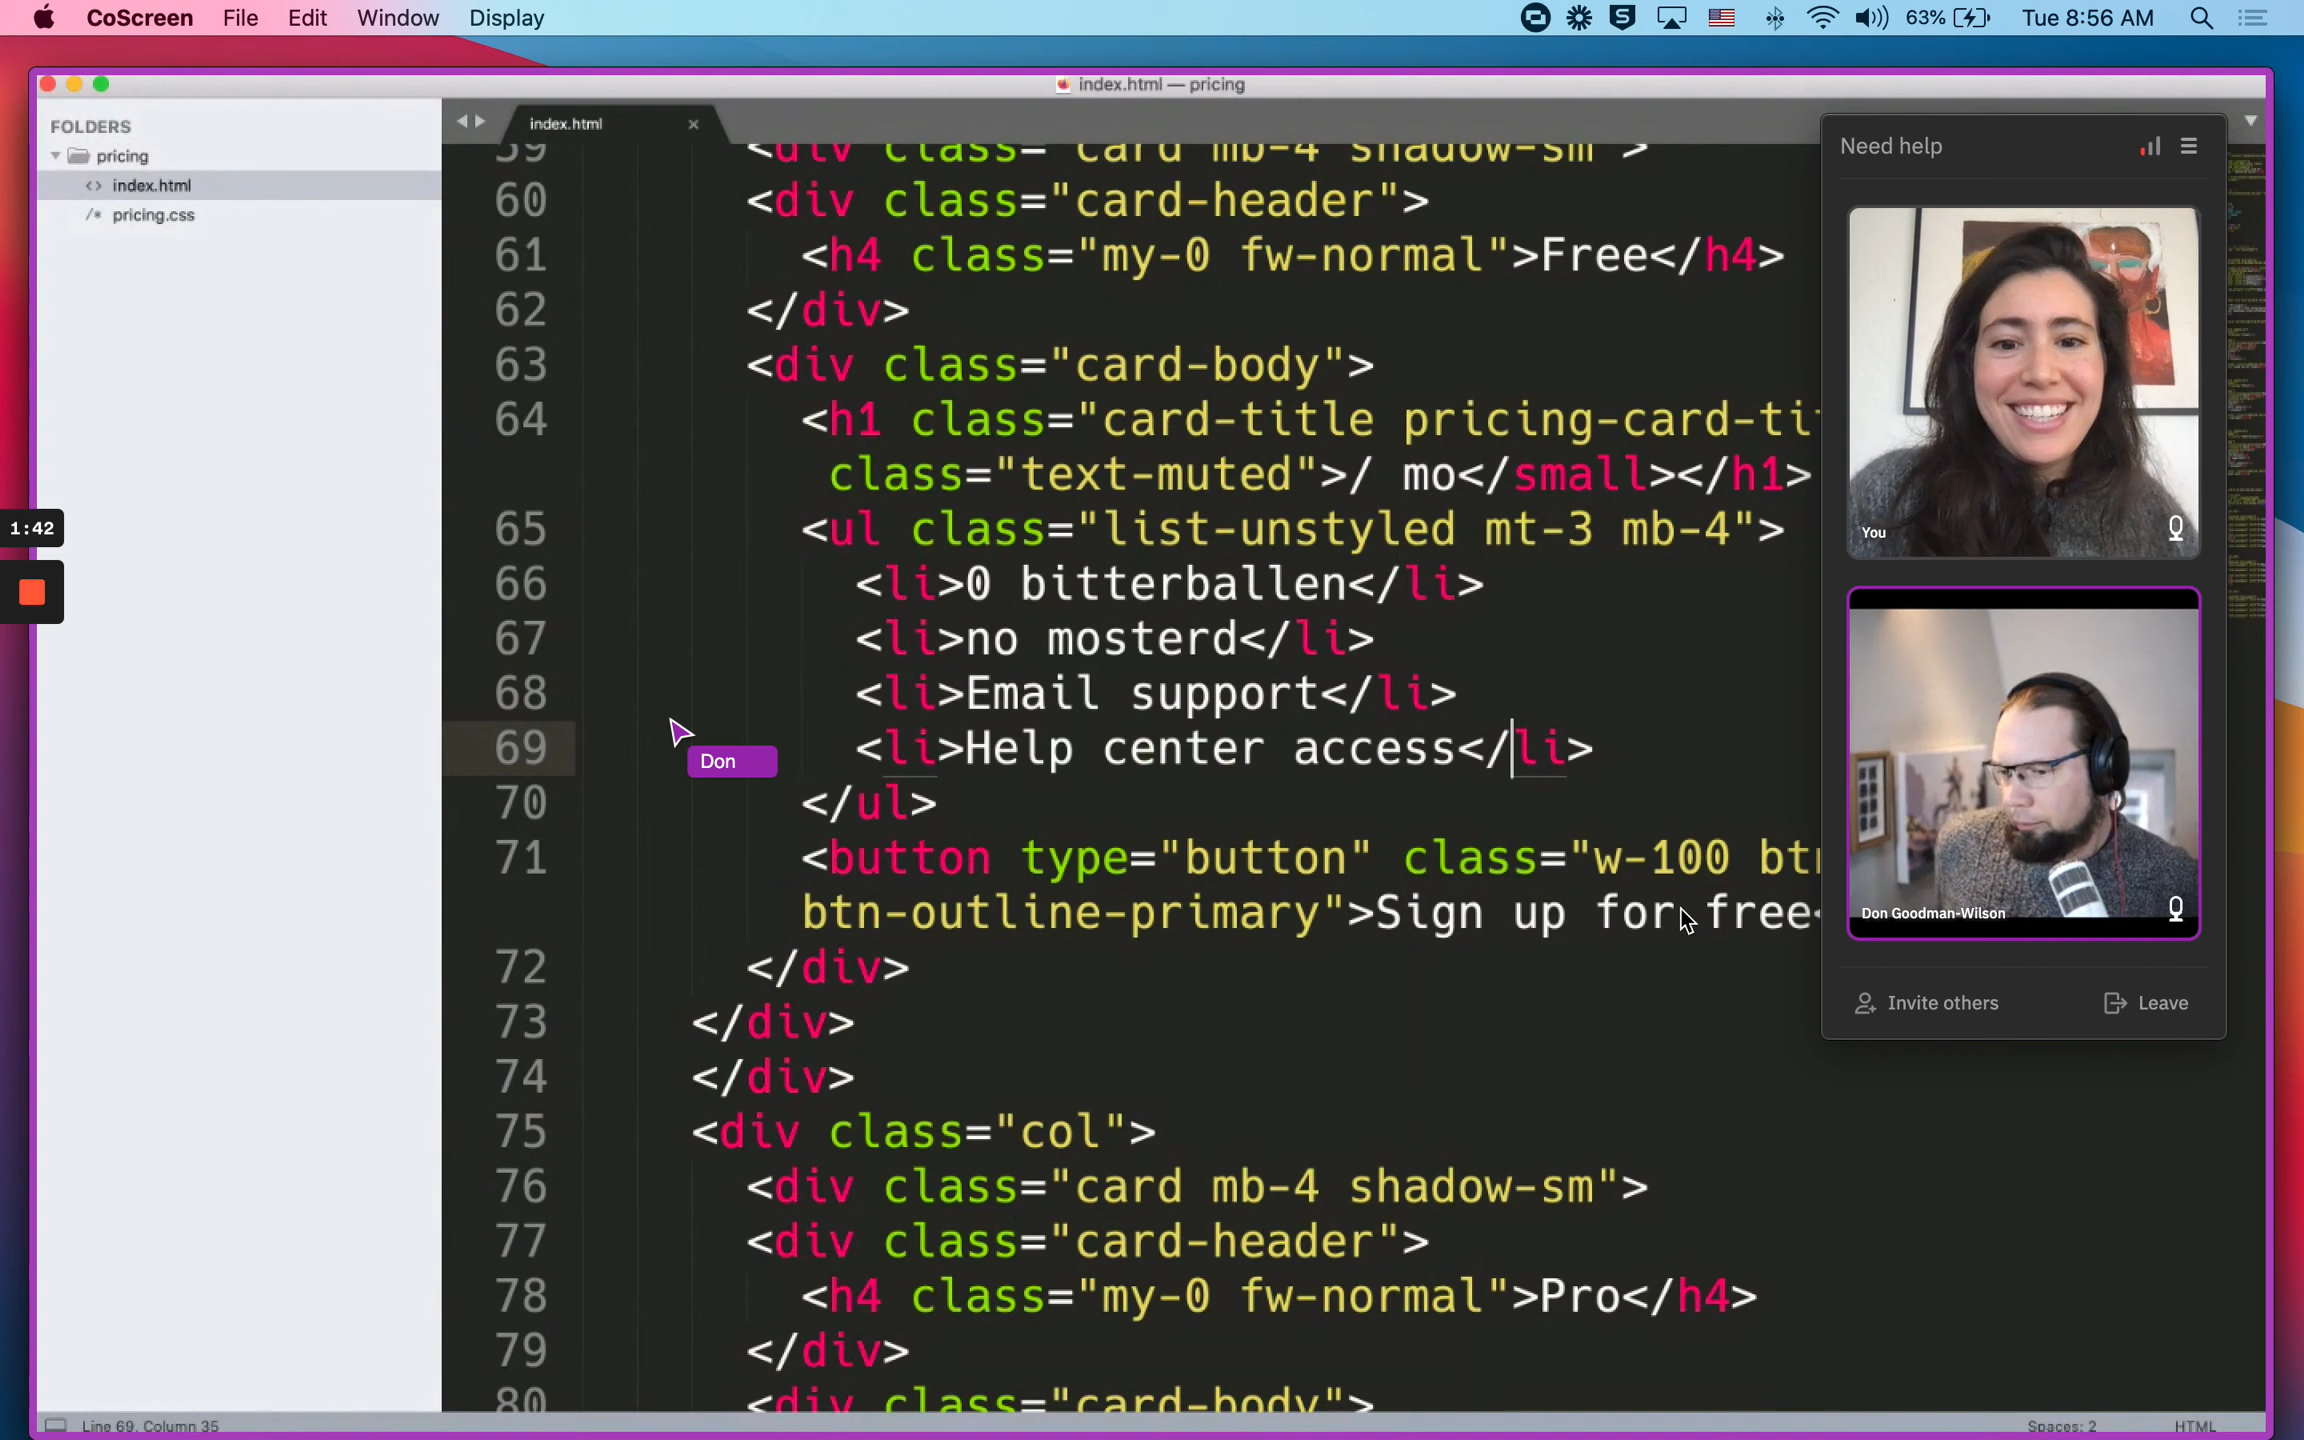 CoScreen File Edit Window Display 63% Tue 8:56 AM
index.html — pricing
FOLDERS
pricing
<> index.html
/* pricing.css
1:42
index.html
59 <div class="card mb-4 shadow-sm">
60 <div class="card-header">
61 <h4 class="my-0 fw-normal">Free</h4>
62 </div>
63 <div class="card-body">
64 <h1 class="card-title pricing-card-ti
class="text-muted">/ mo</small></h1>
65 <ul class="list-unstyled mt-3 mb-4">
66 <li>0 bitterballen</li>
67 <li>no mosterd</li>
68 <li>Email support</li>
69 <li>Help center access</li>
Don
70 </ul>
71 <button type="button" class="w-100 btn
btn-outline-primary">Sign up for free<
72 </div>
73 </div>
74 </div>
75 <div class="col">
76 <div class="card mb-4 shadow-sm">
77 <div class="card-header">
78 <h4 class="my-0 fw-normal">Pro</h4>
79 </div>
80 <div class="card-body">
Need help
You
Don Goodman-Wilson
Invite others
Leave
Line 69, Column 35
Spaces: 2
HTML